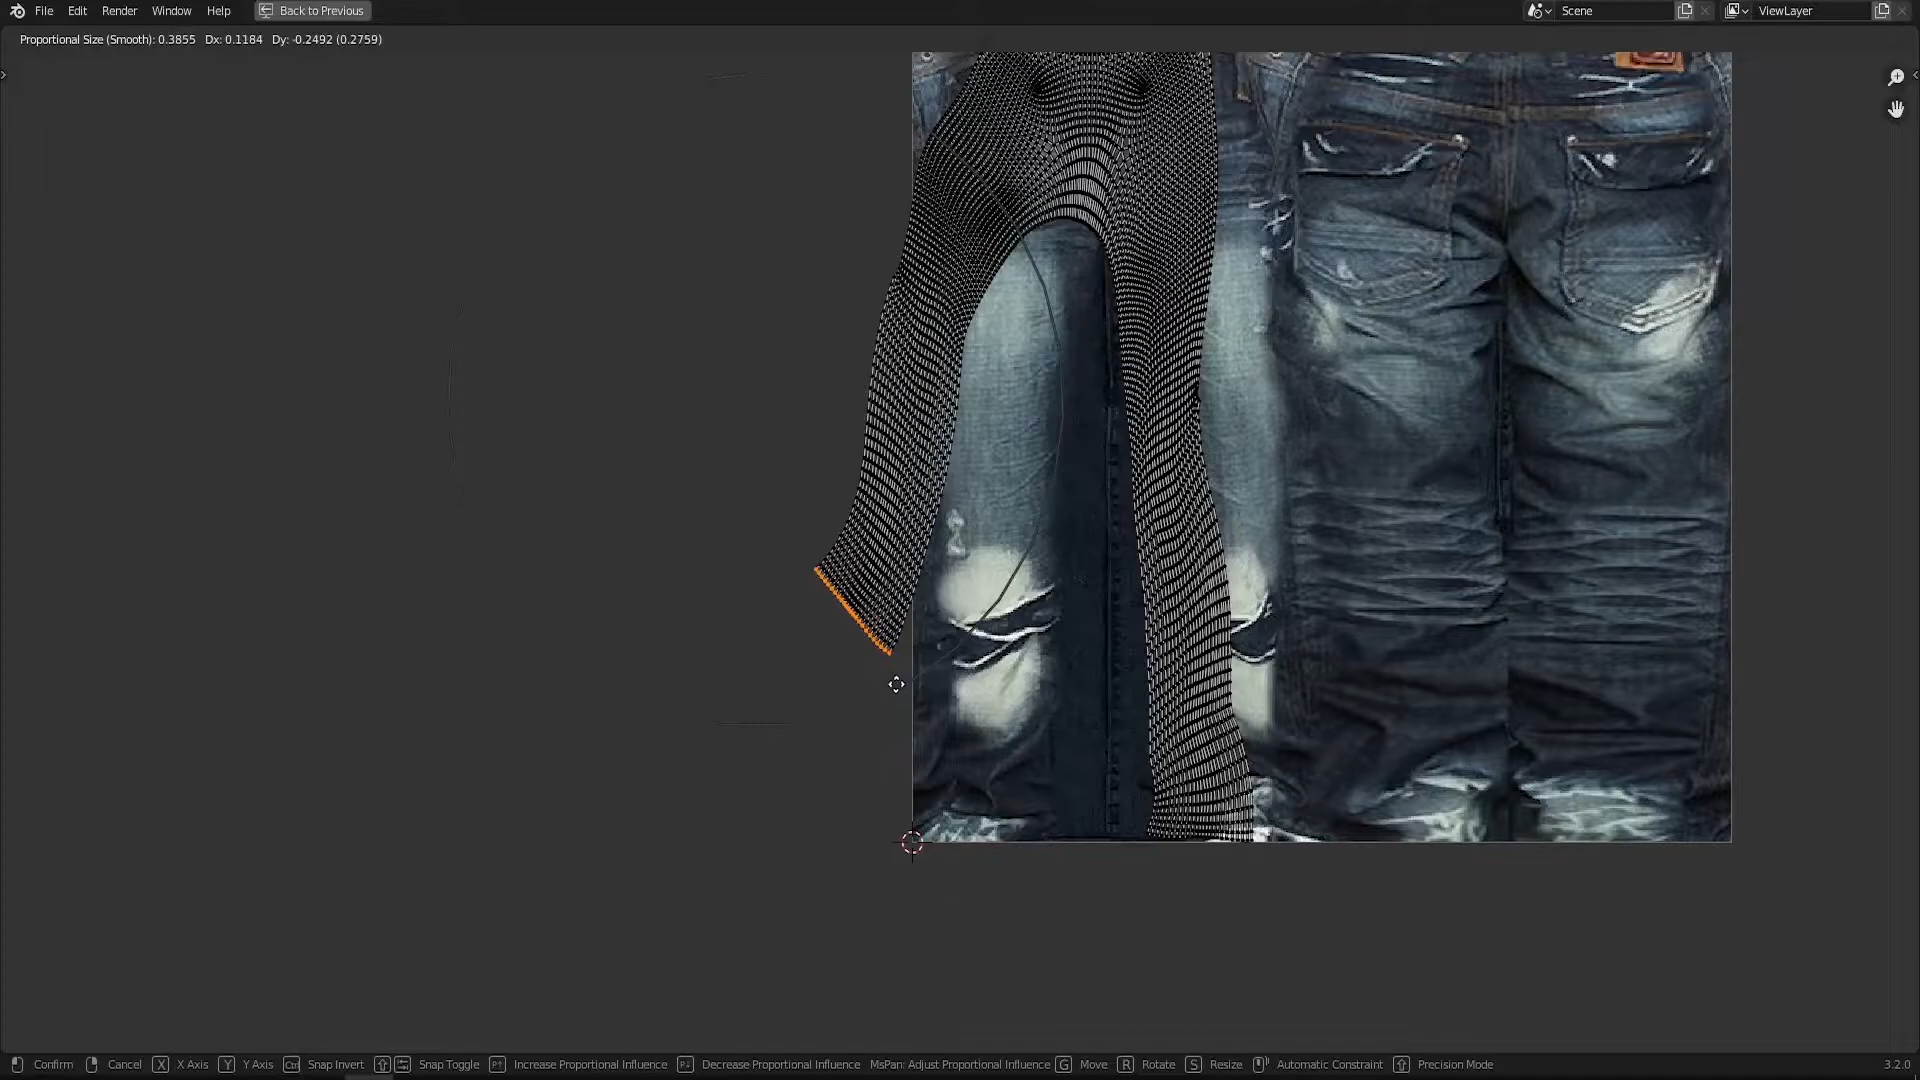 File Edit Render Window Help Back to Previous Scene ViewLayer
Proportional Size (Smooth): 0.3855 Dx: 0.1184 Dy: -0.2492 (0.2759)
Confirm Cancel X X Axis Y Y Axis Ctrl Snap Invert Snap Toggle Increase Proportional Influence Decrease Proportional Influence MsPan: Adjust Proportional Influence G Move R Rotate S Resize Automatic Constraint Precision Mode 3.2.0